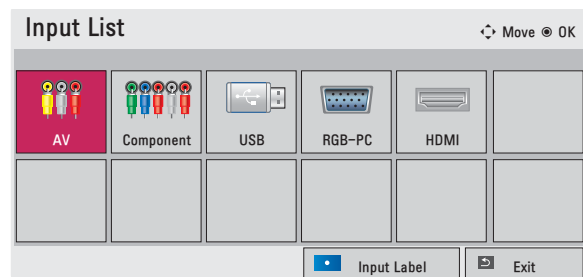 Input List
Move OK
AV
Component
USB
RGB-PC
HDMI
Input Label
Exit